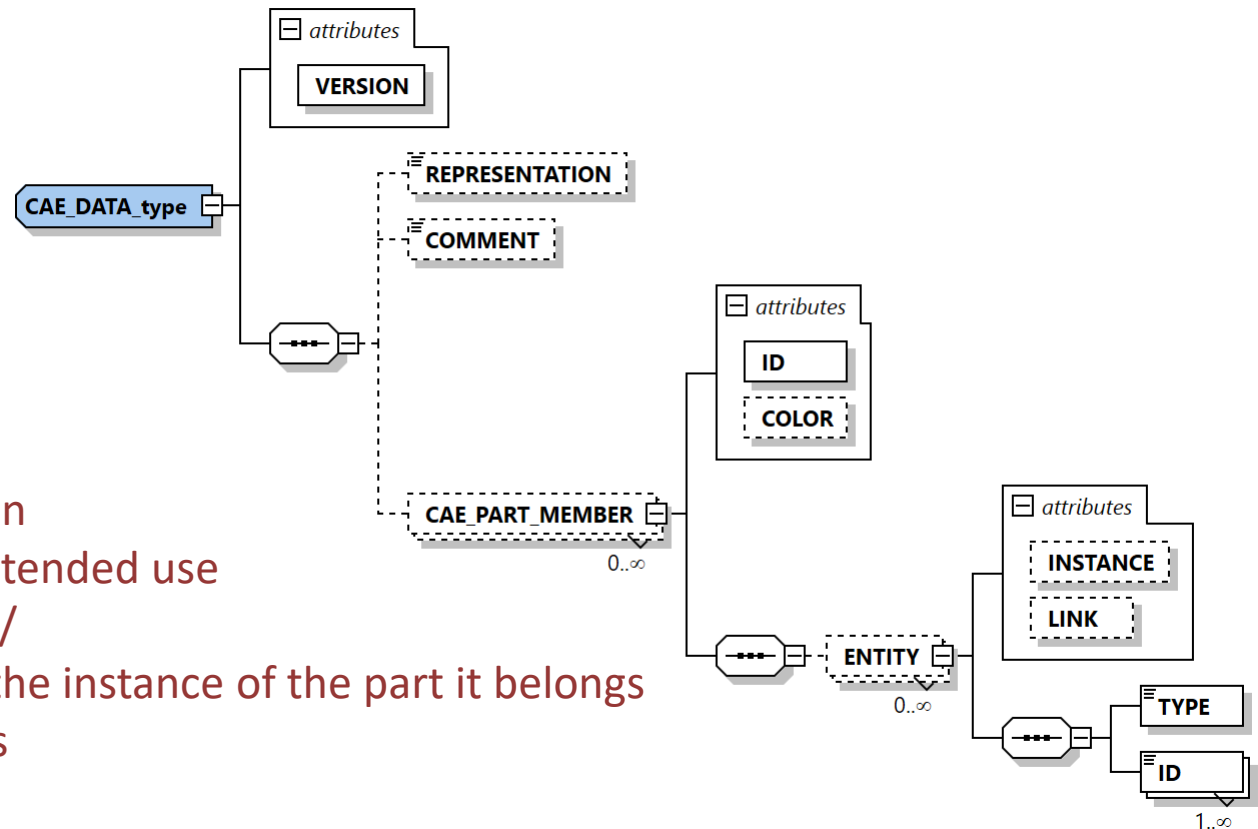 attributes
VERSION
REPRESENTATION
CAE_DATA_type
COMMENT
attributes
ID
COLOR
CAE_PART_MEMBER
0..∞
attributes
INSTANCE
LINK
ENTITY
0..∞
TYPE
ID
1..∞
n
tended use
/
the instance of the part it belongs
s